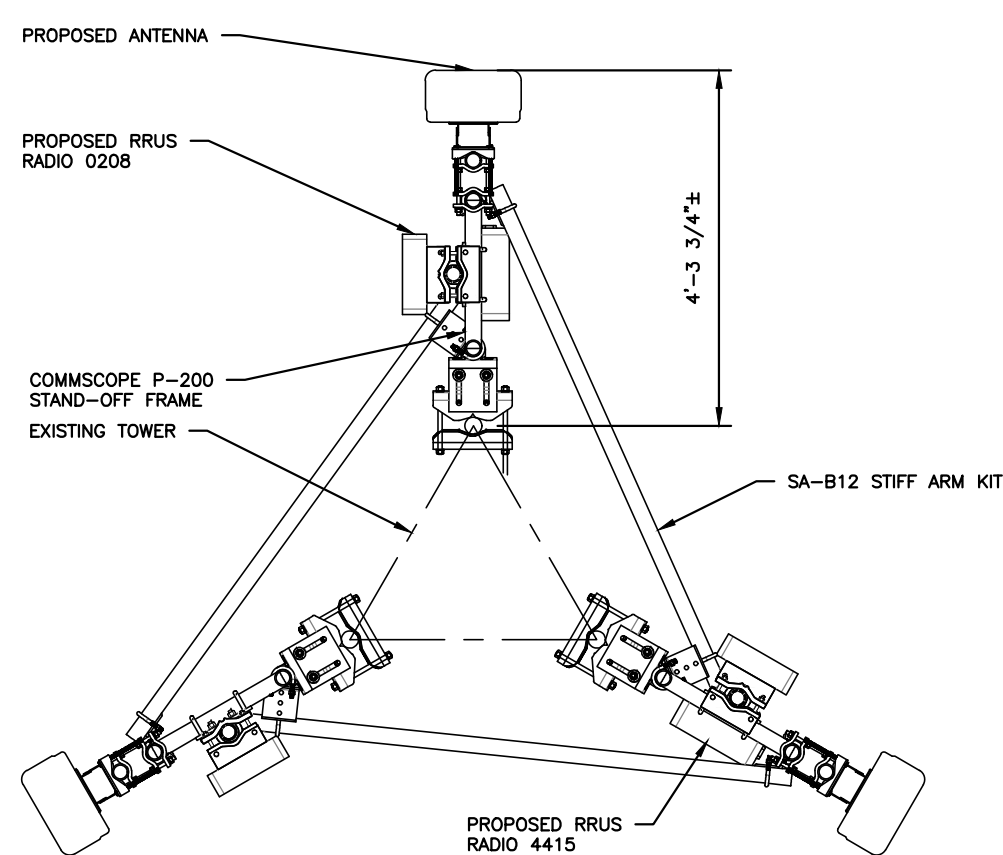 PROPOSED ANTENNA
PROPOSED RRUS
RADIO 0208
4'-3 3/4"±
COMMSCOPE P-200
STAND-OFF FRAME
EXISTING TOWER
SA-B12 STIFF ARM KIT
PROPOSED RRUS
RADIO 4415